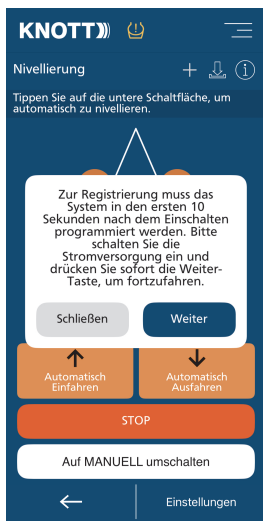 KNOTT
Nivellierung
Tippen Sie auf die untere Schaltfläche, um
automatisch zu nivellieren.
Zur Registrierung muss das
System in den ersten 10
Sekunden nach dem Einschalten
programmiert werden. Bitte
schalten Sie die
Stromversorgung ein und
drücken Sie sofort die Weiter-
Taste, um fortzufahren.
Schließen
Weiter
Automatisch
Einfahren
Automatisch
Ausfahren
STOP
Auf MANUELL umschalten
Einstellungen